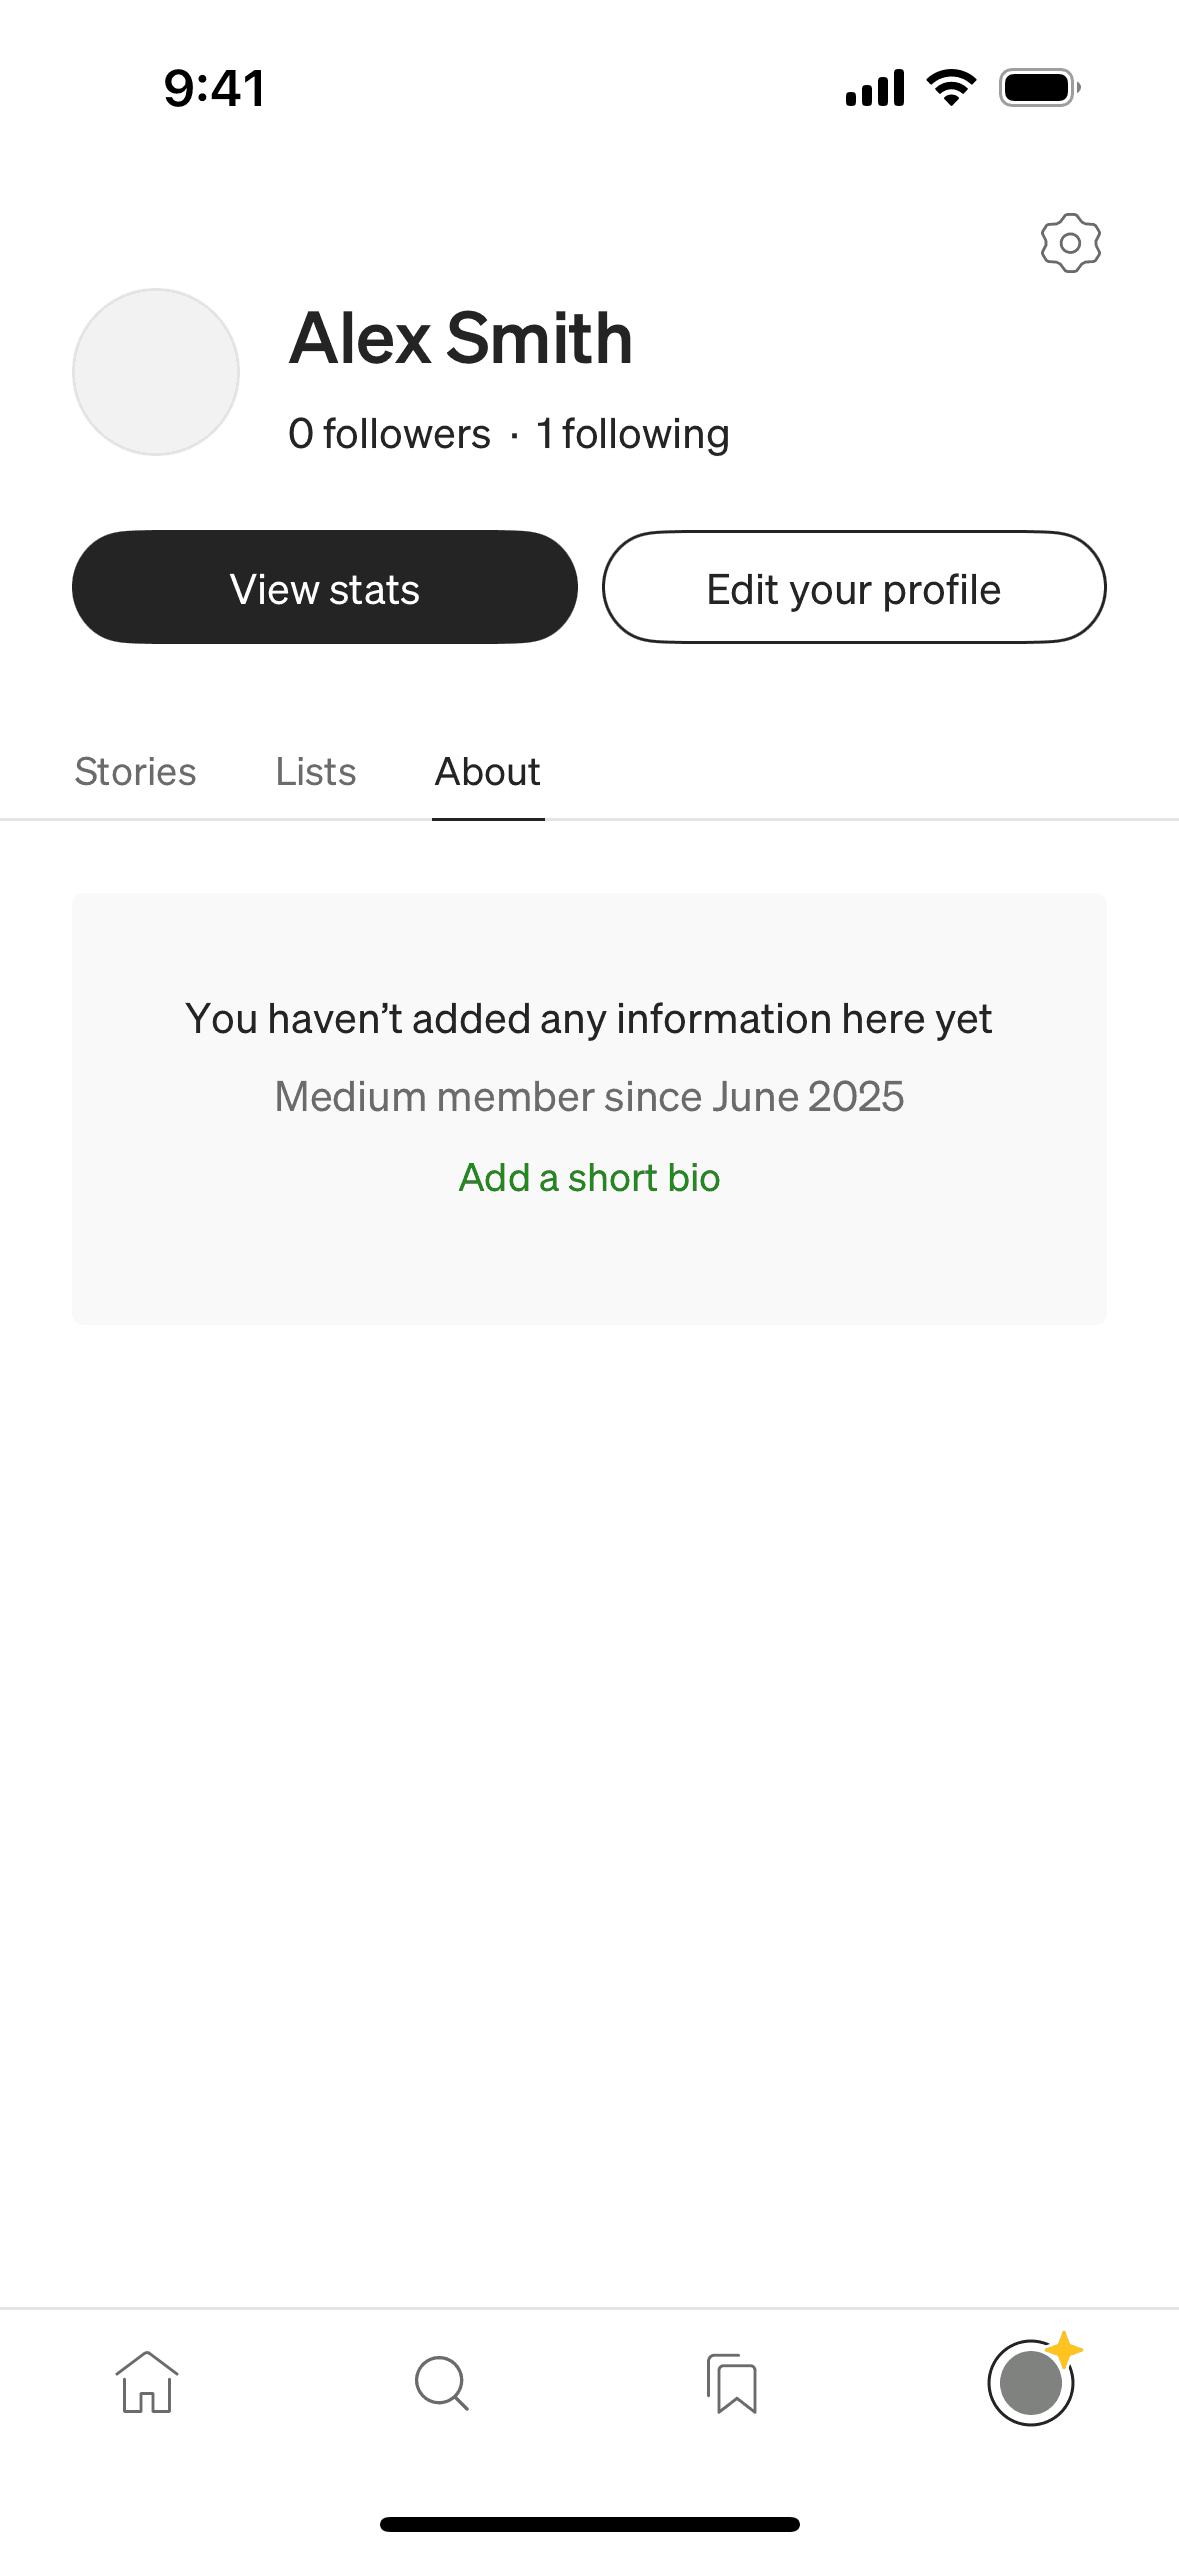 9:41
Alex Smith
0 followers · 1 following
View stats
Edit your profile
Stories
Lists
About
You haven’t added any information here yet
Medium member since June 2025
Add a short bio